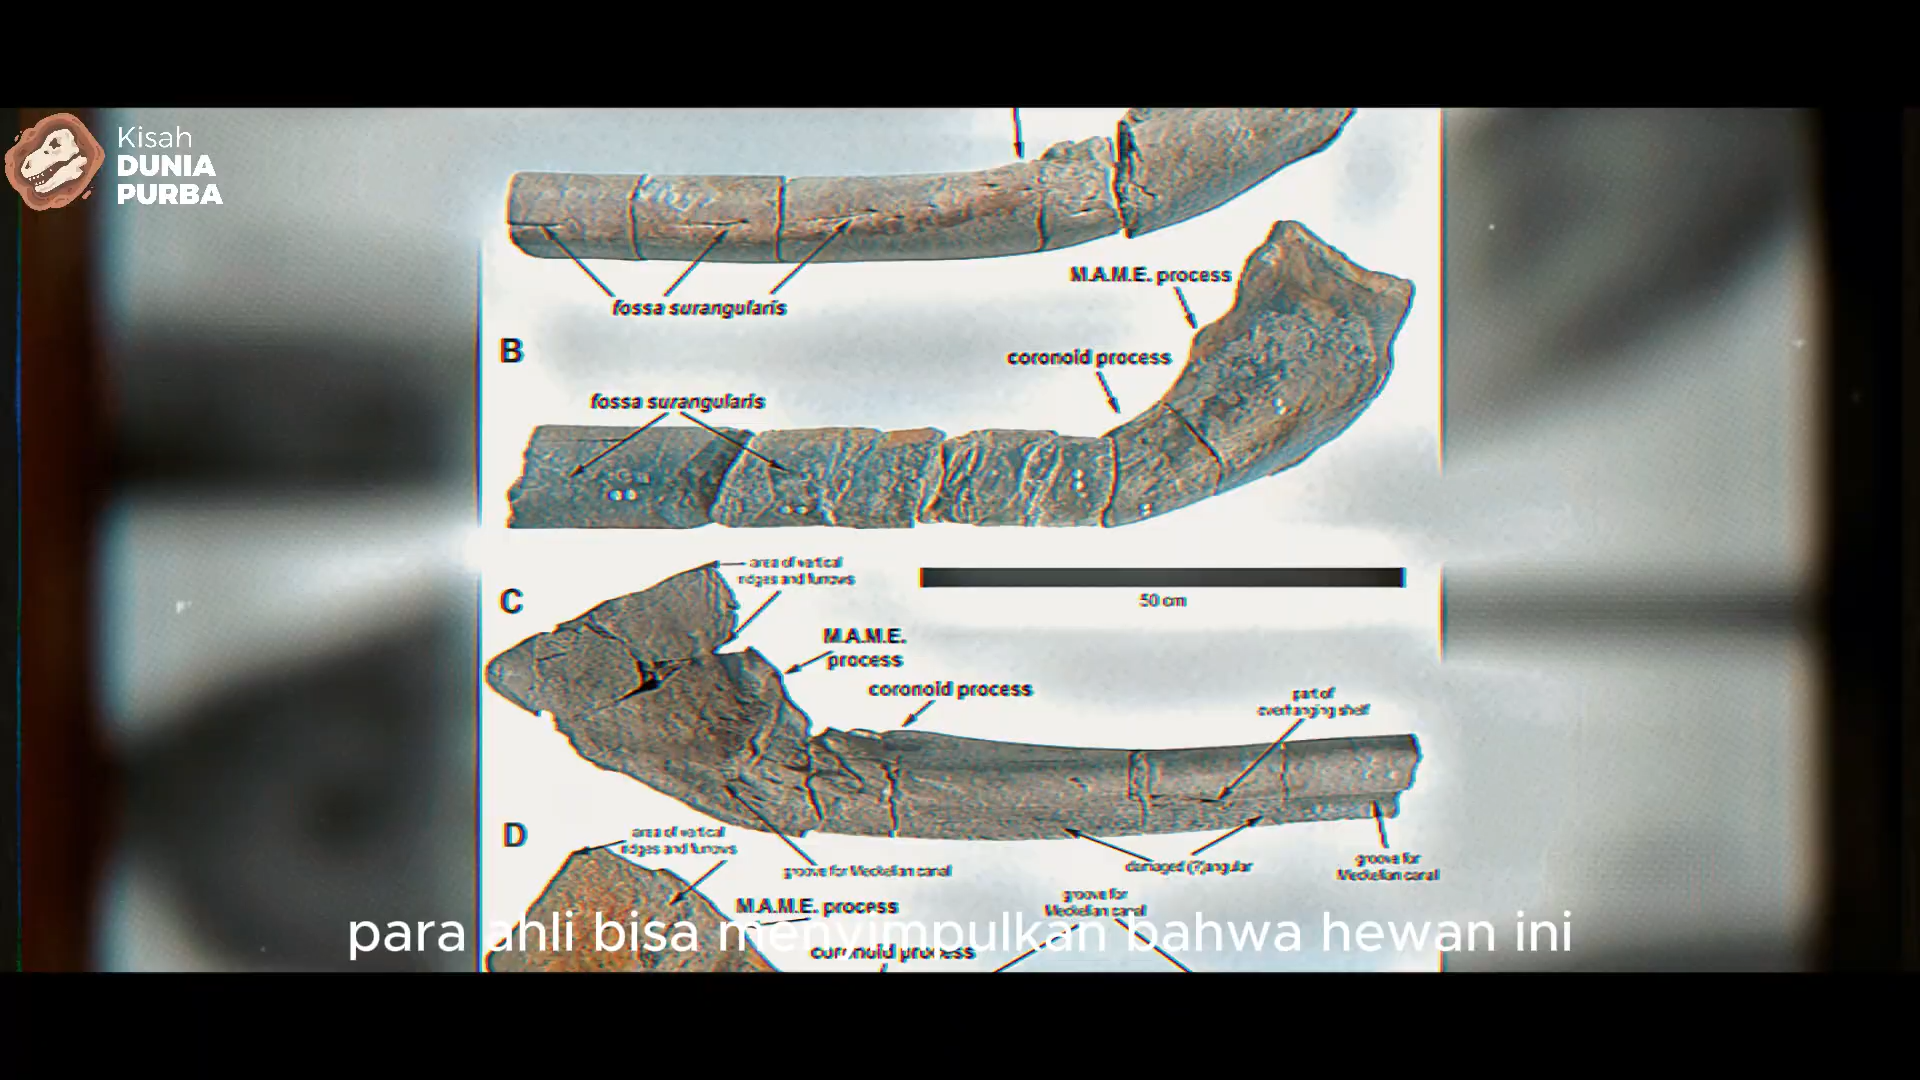 Kisah
DUNIA
PURBA
fossa surangularis
M.A.M.E. process
B
coronoid process
fossa surangularis
area of vertical
ridges and furrows
C
50 cm
M.A.M.E.
process
coronoid process
part of
overhanging shelf
D
area of vertical
ridges and furrows
groove for Meckelian canal
damaged (?)angular
groove for
Meckelian canal
groove for
Meckelian canal
M.A.M.E. process
para ahli bisa menyimpulkan bahwa hewan ini
coronoid process